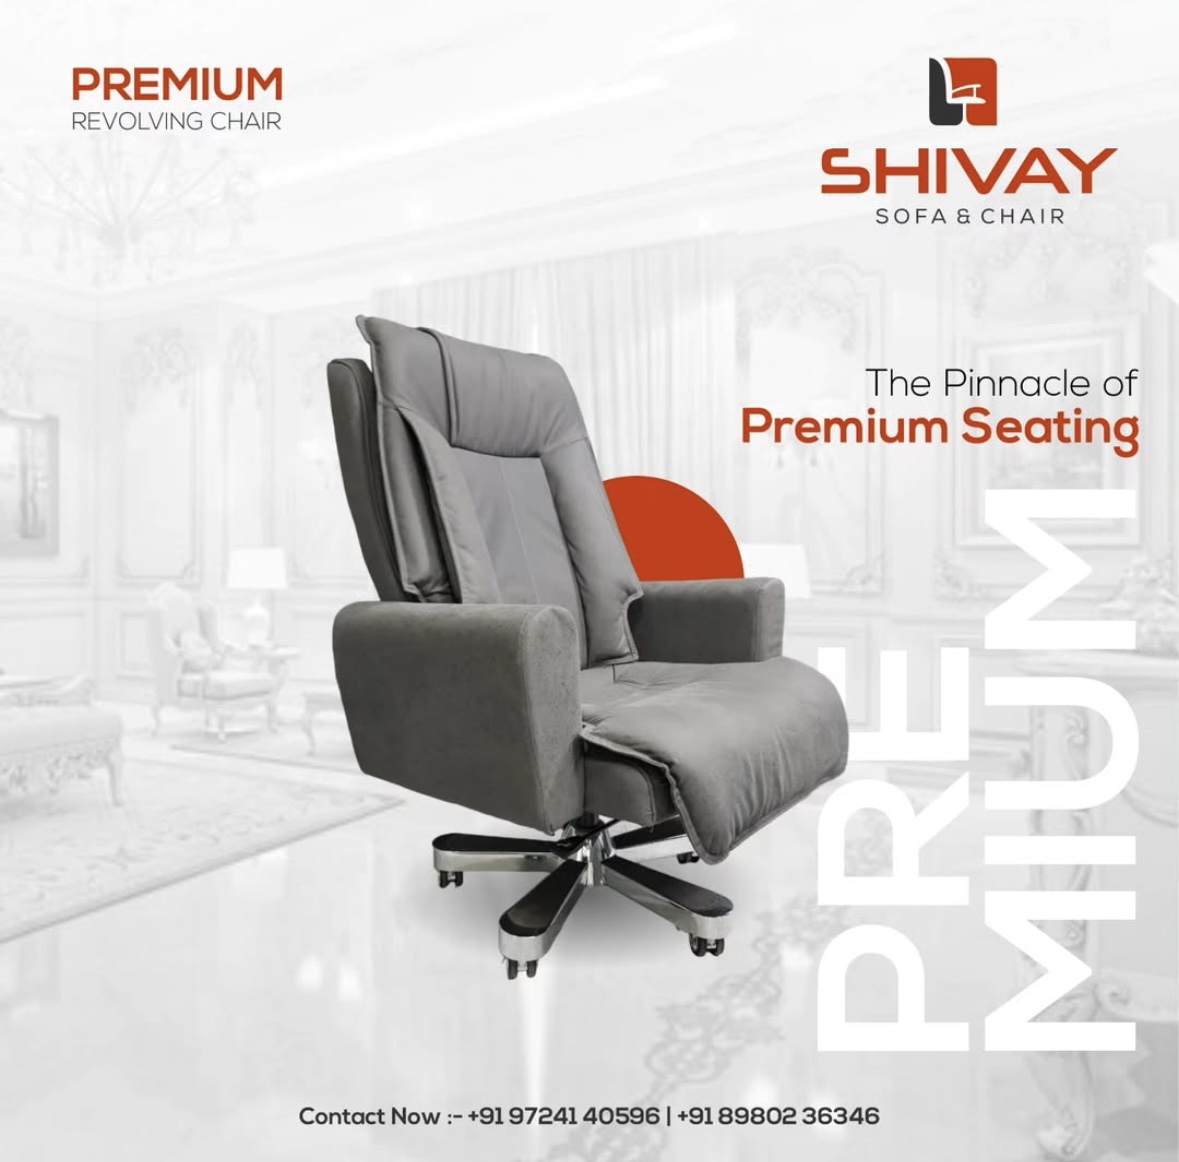 PREMIUM
REVOLVING CHAIR
SHIVAY
SOFA & CHAIR
The Pinnacle of
Premium Seating
PRE
MIUM
Contact Now :- +91 97241 40596 | +91 89802 36346